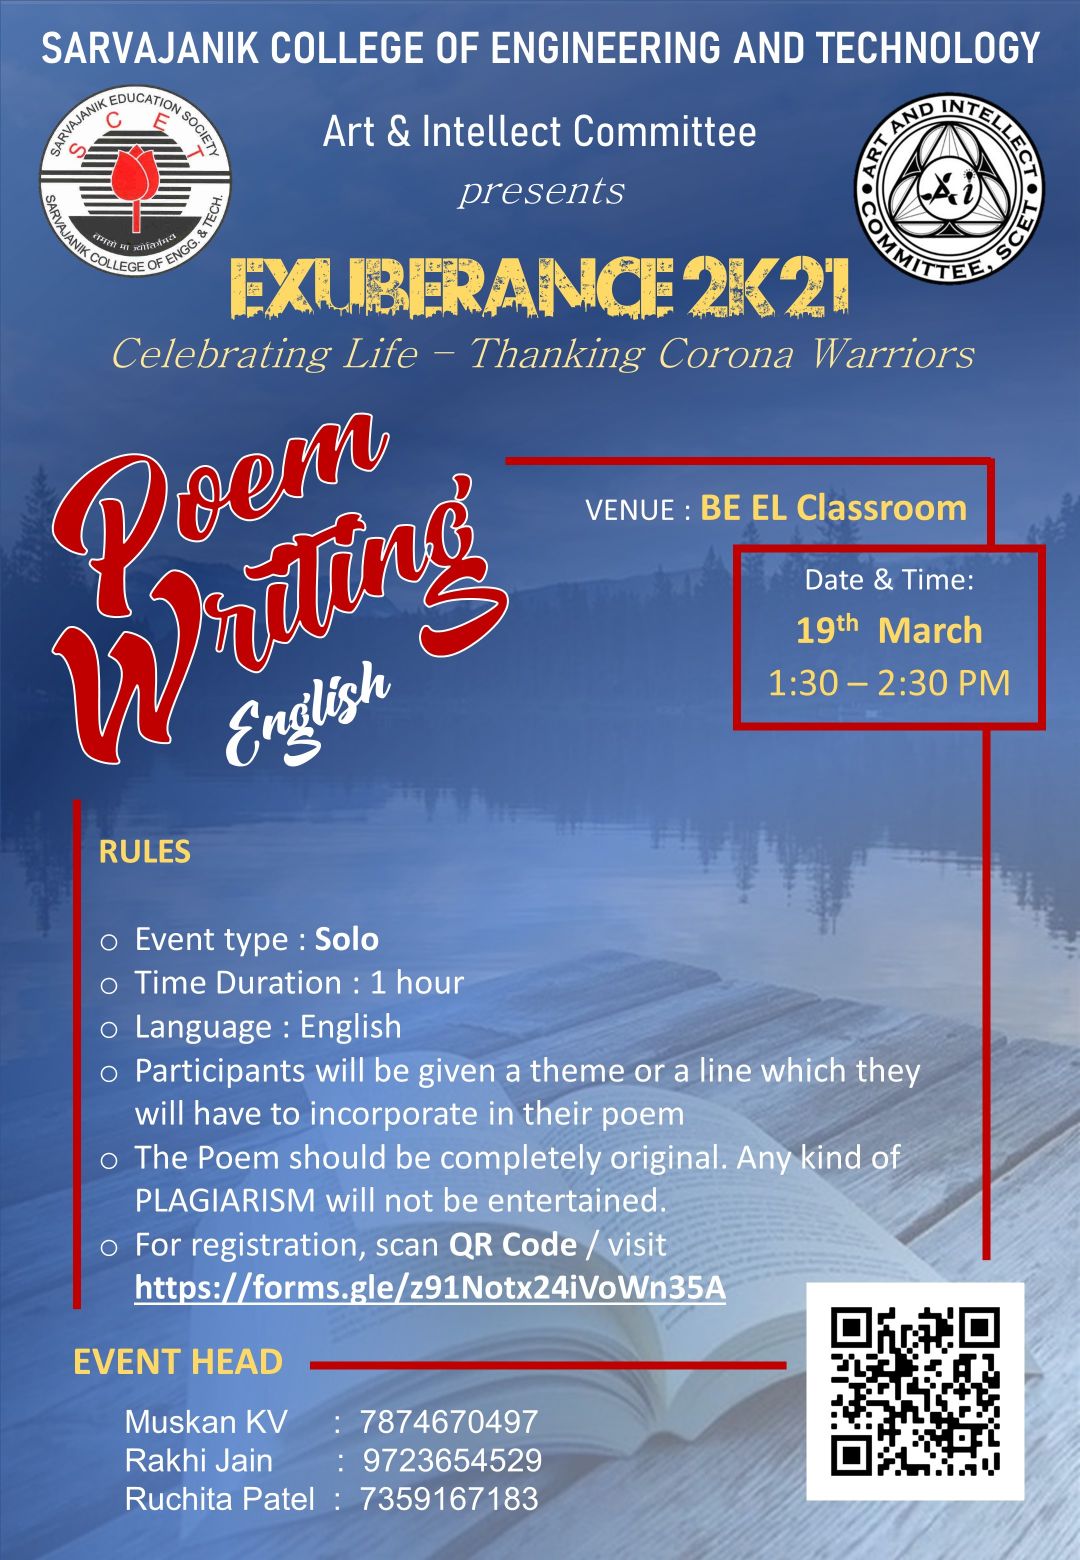 SARVAJANIK COLLEGE OF ENGINEERING AND TECHNOLOGY
SARVAJANIK EDUCATION SOCIETY
SCET
तमसो मा ज्योतिर्गमय
SARVAJANIK COLLEGE OF ENGG. & TECH.
Art & Intellect Committee
presents
ART AND INTELLECT
Ai
COMMITTEE, SCET
EXUBERANCE 2K21
Celebrating Life – Thanking Corona Warriors
Poem
Writing
English
VENUE : BE EL Classroom
Date & Time:
19th March
1:30 – 2:30 PM
RULES
o Event type : Solo
o Time Duration : 1 hour
o Language : English
o Participants will be given a theme or a line which they
will have to incorporate in their poem
o The Poem should be completely original. Any kind of
PLAGIARISM will not be entertained.
o For registration, scan QR Code / visit
https://forms.gle/z91Notx24iVoWn35A
EVENT HEAD
Muskan KV : 7874670497
Rakhi Jain : 9723654529
Ruchita Patel : 7359167183